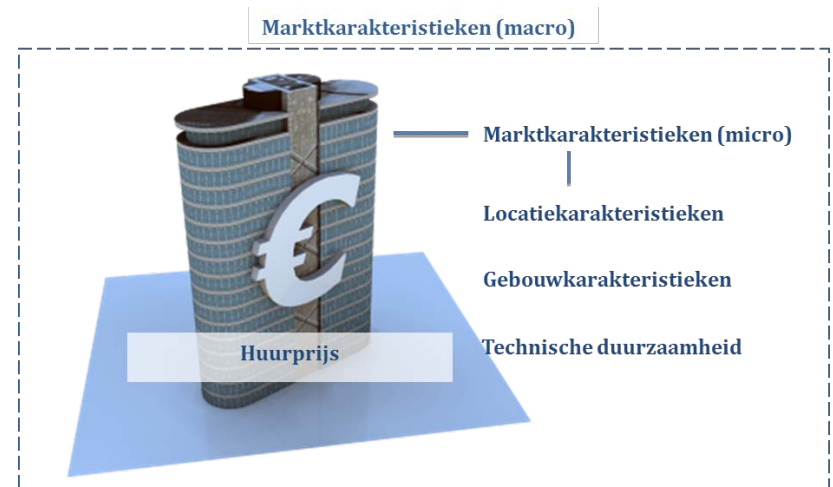 Marktkarakteristieken (macro)
Marktkarakteristieken (micro)
Locatiekarakteristieken
Gebouwkarakteristieken
Technische duurzaamheid
Huurprijs
€